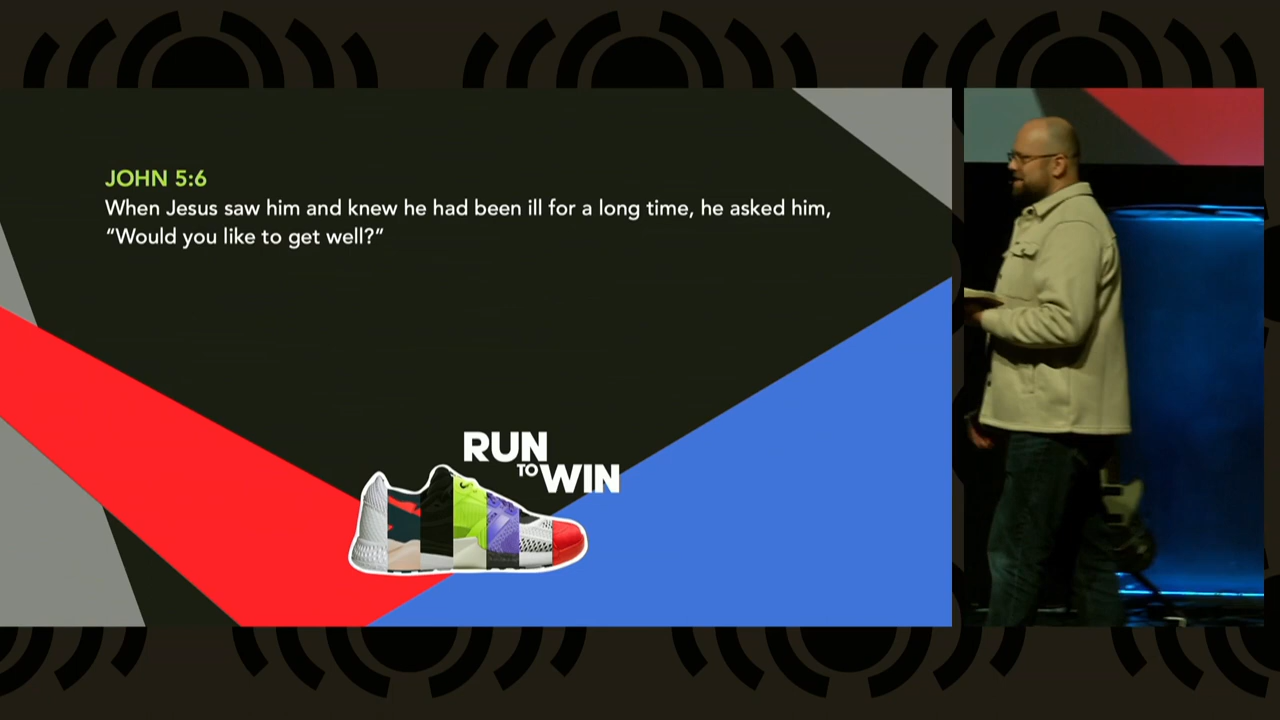 JOHN 5:6
When Jesus saw him and knew he had been ill for a long time, he asked him,
“Would you like to get well?”
RUN
TO WIN